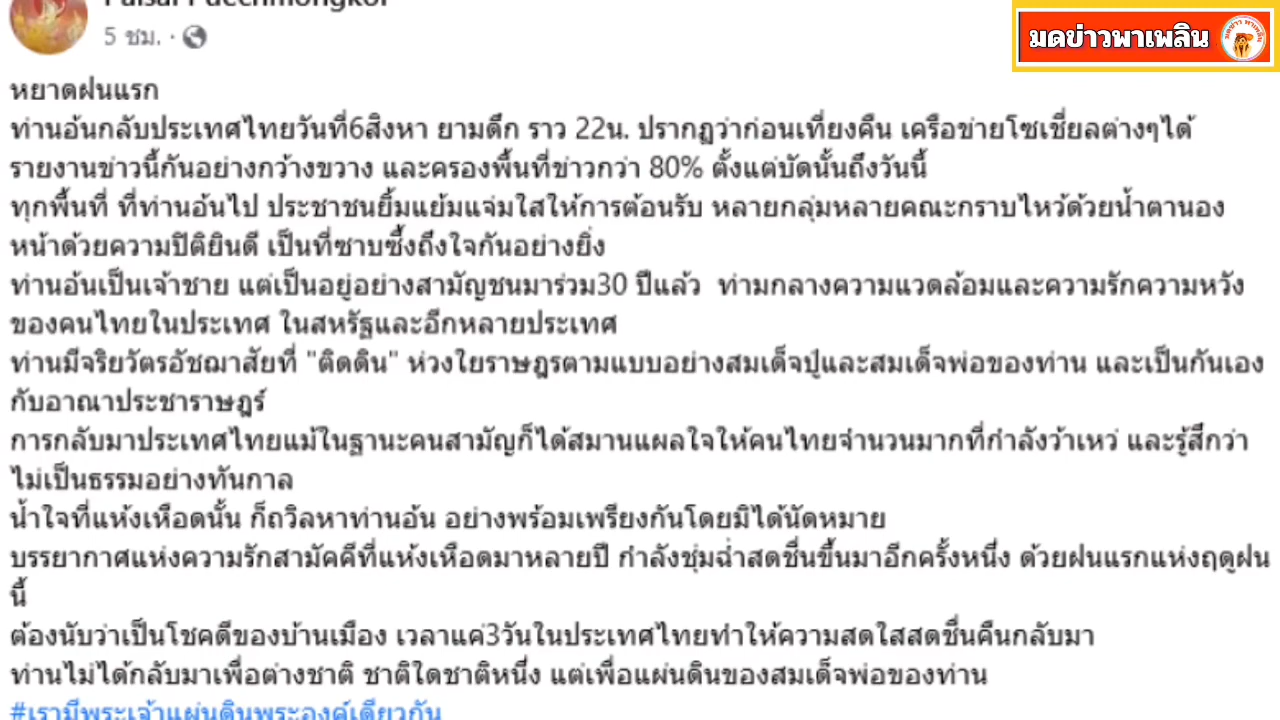 Paisal Puechmongkol
5 ชม. ·
มดข่าวพาเพลิน
หยาดฝนแรก
ท่านอ้นกลับประเทศไทยวันที่6สิงหา ยามดึก ราว 22น. ปรากฏว่าก่อนเที่ยงคืน เครือข่ายโซเชี่ยลต่างๆได้
รายงานข่าวนี้กันอย่างกว้างขวาง และครองพื้นที่ข่าวกว่า 80% ตั้งแต่บัดนั้นถึงวันนี้
ทุกพื้นที่ ที่ท่านอ้นไป ประชาชนยิ้มแย้มแจ่มใสให้การต้อนรับ หลายกลุ่มหลายคณะกราบไหว้ด้วยน้ำตานอง
หน้าด้วยความปิติยินดี เป็นที่ซาบซึ้งถึงใจกันอย่างยิ่ง
ท่านอ้นเป็นเจ้าชาย แต่เป็นอยู่อย่างสามัญชนมาร่วม30 ปีแล้ว ท่ามกลางความแวดล้อมและความรักความหวัง
ของคนไทยในประเทศ ในสหรัฐและอีกหลายประเทศ
ท่านมีจริยวัตรอัชฌาสัยที่ "ติดดิน" ห่วงใยราษฎรตามแบบอย่างสมเด็จปู่และสมเด็จพ่อของท่าน และเป็นกันเอง
กับอาณาประชาราษฎร์
การกลับมาประเทศไทยแม้ในฐานะคนสามัญก็ได้สมานแผลใจให้คนไทยจำนวนมากที่กำลังว้าเหว่ และรู้สึกว่า
ไม่เป็นธรรมอย่างทันกาล
น้ำใจที่แห้งเหือดนั้น ก็ถวิลหาท่านอ้น อย่างพร้อมเพรียงกันโดยมิได้นัดหมาย
บรรยากาศแห่งความรักสามัคคีที่แห้งเหือดมาหลายปี กำลังชุ่มฉ่ำสดชื่นขึ้นมาอีกครั้งหนึ่ง ด้วยฝนแรกแห่งฤดูฝน
นี้
ต้องนับว่าเป็นโชคดีของบ้านเมือง เวลาแค่3วันในประเทศไทยทำให้ความสดใสสดชื่นคืนกลับมา
ท่านไม่ได้กลับมาเพื่อต่างชาติ ชาติใดชาติหนึ่ง แต่เพื่อแผ่นดินของสมเด็จพ่อของท่าน
#เรามีพระเจ้าแผ่นดินพระองค์เดียวกัน